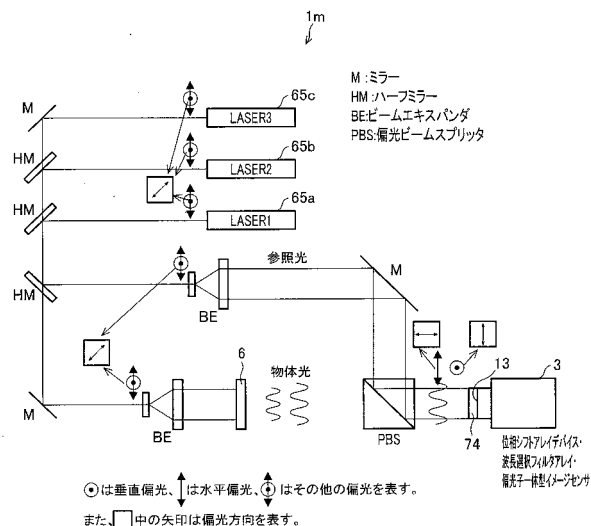 1m
M :ミラー
HM :ハーフミラー
BE:ビームエキスパンダ
PBS:偏光ビームスプリッタ
M
65c
LASER3
HM
65b
LASER2
HM
65a
LASER1
HM
参照光
M
BE
6
物体光
13
3
M
BE
PBS
74
位相シフトアレイデバイス・
波長選択フィルタアレイ・
偏光子一体型イメージセンサ
は垂直偏光、は水平偏光、はその他の偏光を表す。
また、中の矢印は偏光方向を表す。